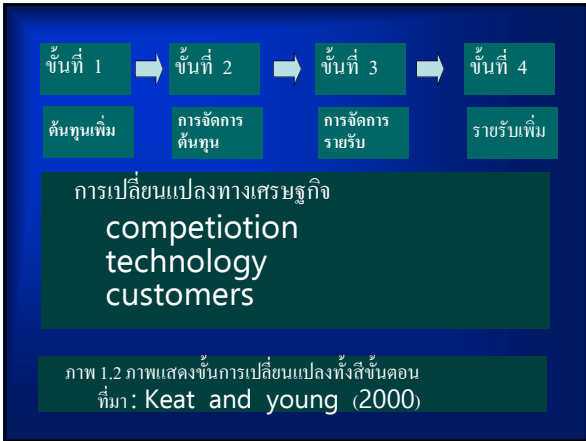 ขั้นที่ 1 ขั้นที่ 2 ขั้นที่ 3 ขั้นที่ 4
ต้นทุนเพิ่ม
การจัดการ
ต้นทุน
การจัดการ
รายรับ
รายรับเพิ่ม
การเปลี่ยนแปลงทางเศรษฐกิจ
competiotion
technology
customers
ภาพ 1.2 ภาพแสดงขั้นการเปลี่ยนแปลงทั้งสี่ขั้นตอน
ที่มา : Keat and young (2000)